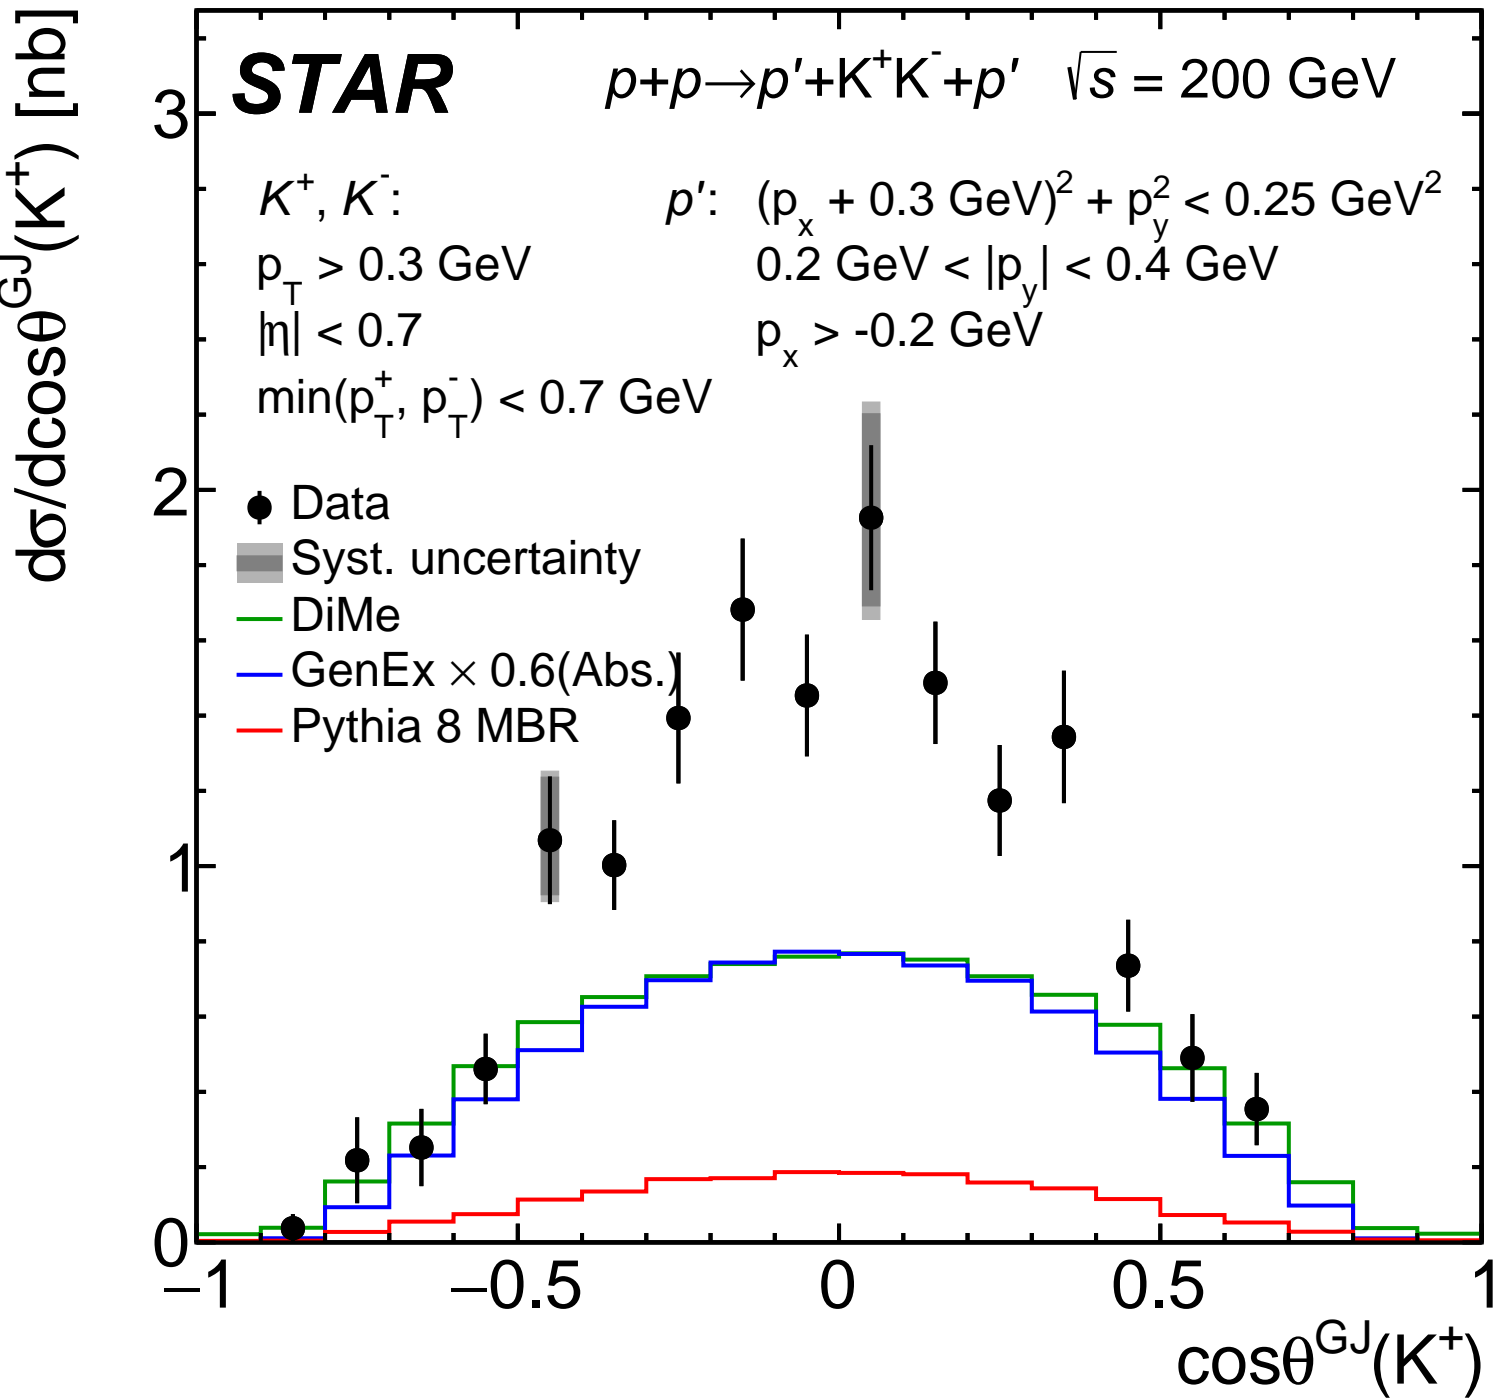 STAR p+p→p′+K⁺K⁻+p′ √s = 200 GeV
K⁺, K⁻: p′: (pₓ + 0.3 GeV)² + p_y² < 0.25 GeV²
p_T > 0.3 GeV 0.2 GeV < |p_y| < 0.4 GeV
|η| < 0.7 pₓ > -0.2 GeV
min(p_T⁺, p_T⁻) < 0.7 GeV
Data
Syst. uncertainty
DiMe
GenEx × 0.6(Abs.)
Pythia 8 MBR
dσ/dcosθ^GJ(K⁺) [nb]
3
2
1
0
−1 −0.5 0 0.5 1
cosθ^GJ(K⁺)